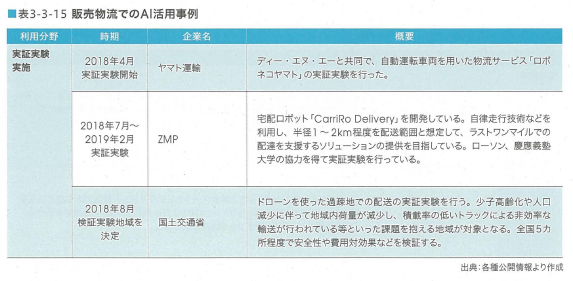 ■表3-3-15 販売物流でのAI活用事例
利用分野 時期 企業名 概要
実証実験
実施
2018年4月
実証実験開始
ヤマト運輸
ディー・エヌ・エーと共同で、自動運転車両を用いた物流サービス「ロボ
ネコヤマト」の実証実験を行った。
2018年7月～
2019年2月
実証実験
ZMP
宅配ロボット「CarriRo Delivery」を開発している。自律走行技術などを
利用し、半径1～2km程度を配送範囲と想定して、ラストワンマイルでの
配達を支援するソリューションの提供を目指している。ローソン、慶應義塾
大学の協力を得て実証実験を行っている。
2018年8月
検証実験地域を
決定
国土交通省
ドローンを使った過疎地での配送の実証実験を行う。少子高齢化や人口
減少に伴って地域内荷量が減少し、積載率の低いトラックによる非効率な
輸送が行われている等といった課題を抱える地域が対象となる。全国5カ
所程度で安全性や費用対効果などを検証する。
出典：各種公開情報より作成